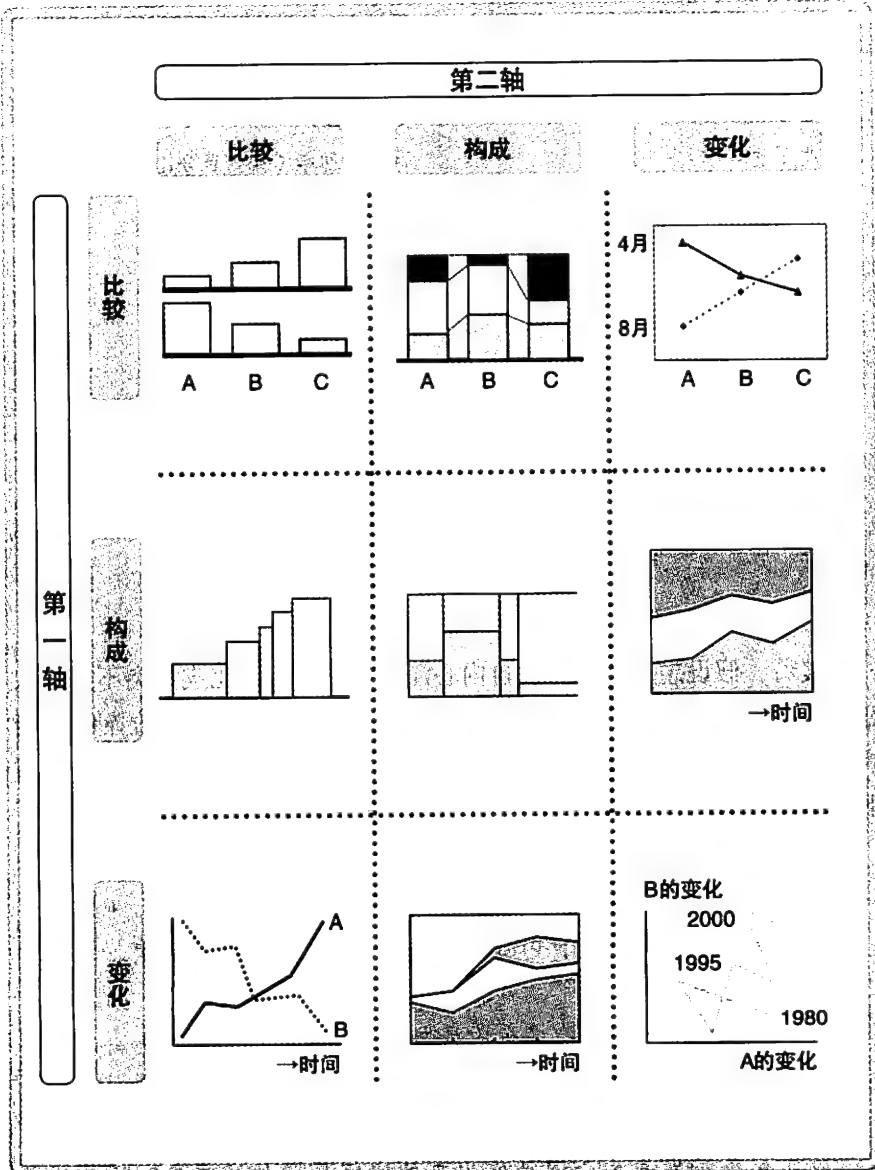 第二轴
比较
构成
变化
第一轴
比较
A B C
A B C
4月
8月
A B C
构成
→时间
变化
A
B
→时间
→时间
B的变化
2000
1995
1980
A的变化